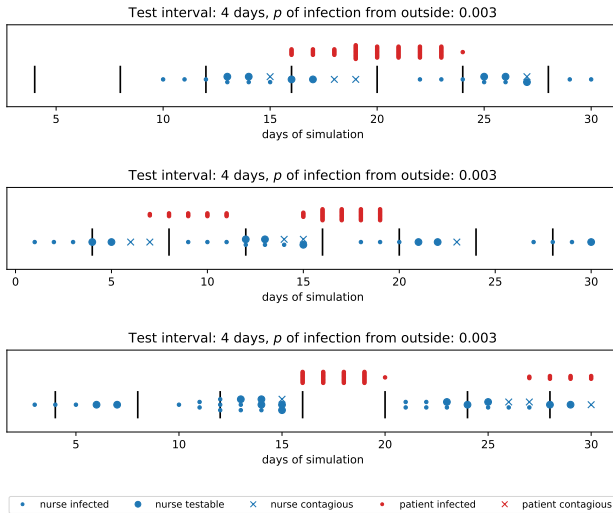 Test interval: 4 days, p of infection from outside: 0.003
5 10 15 20 25 30
days of simulation
Test interval: 4 days, p of infection from outside: 0.003
0 5 10 15 20 25 30
days of simulation
Test interval: 4 days, p of infection from outside: 0.003
5 10 15 20 25 30
days of simulation
nurse infected nurse testable nurse contagious patient infected patient contagious